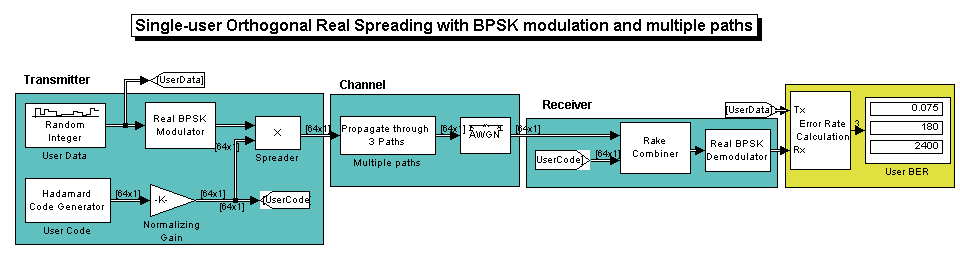 Single-user Orthogonal Real Spreading with BPSK modulation and multiple paths
Transmitter
[UserData]
Random
Integer
User Data
Real BPSK
Modulator
[64x1]
×
Spreader
[64x1]
Hadamard
Code Generator
User Code
[64x1]
-K-
Normalizing
Gain
[64x1]
[64x1]
[UserCode]
Channel
Propagate through
3 Paths
Multiple paths
[64x1]
AWGN
[64x1]
Receiver
[UserCode]
[64x1]
Rake
Combiner
Real BPSK
Demodulator
[UserData]
Tx
Error Rate
Calculation
Rx
3
0.075
180
2400
User BER